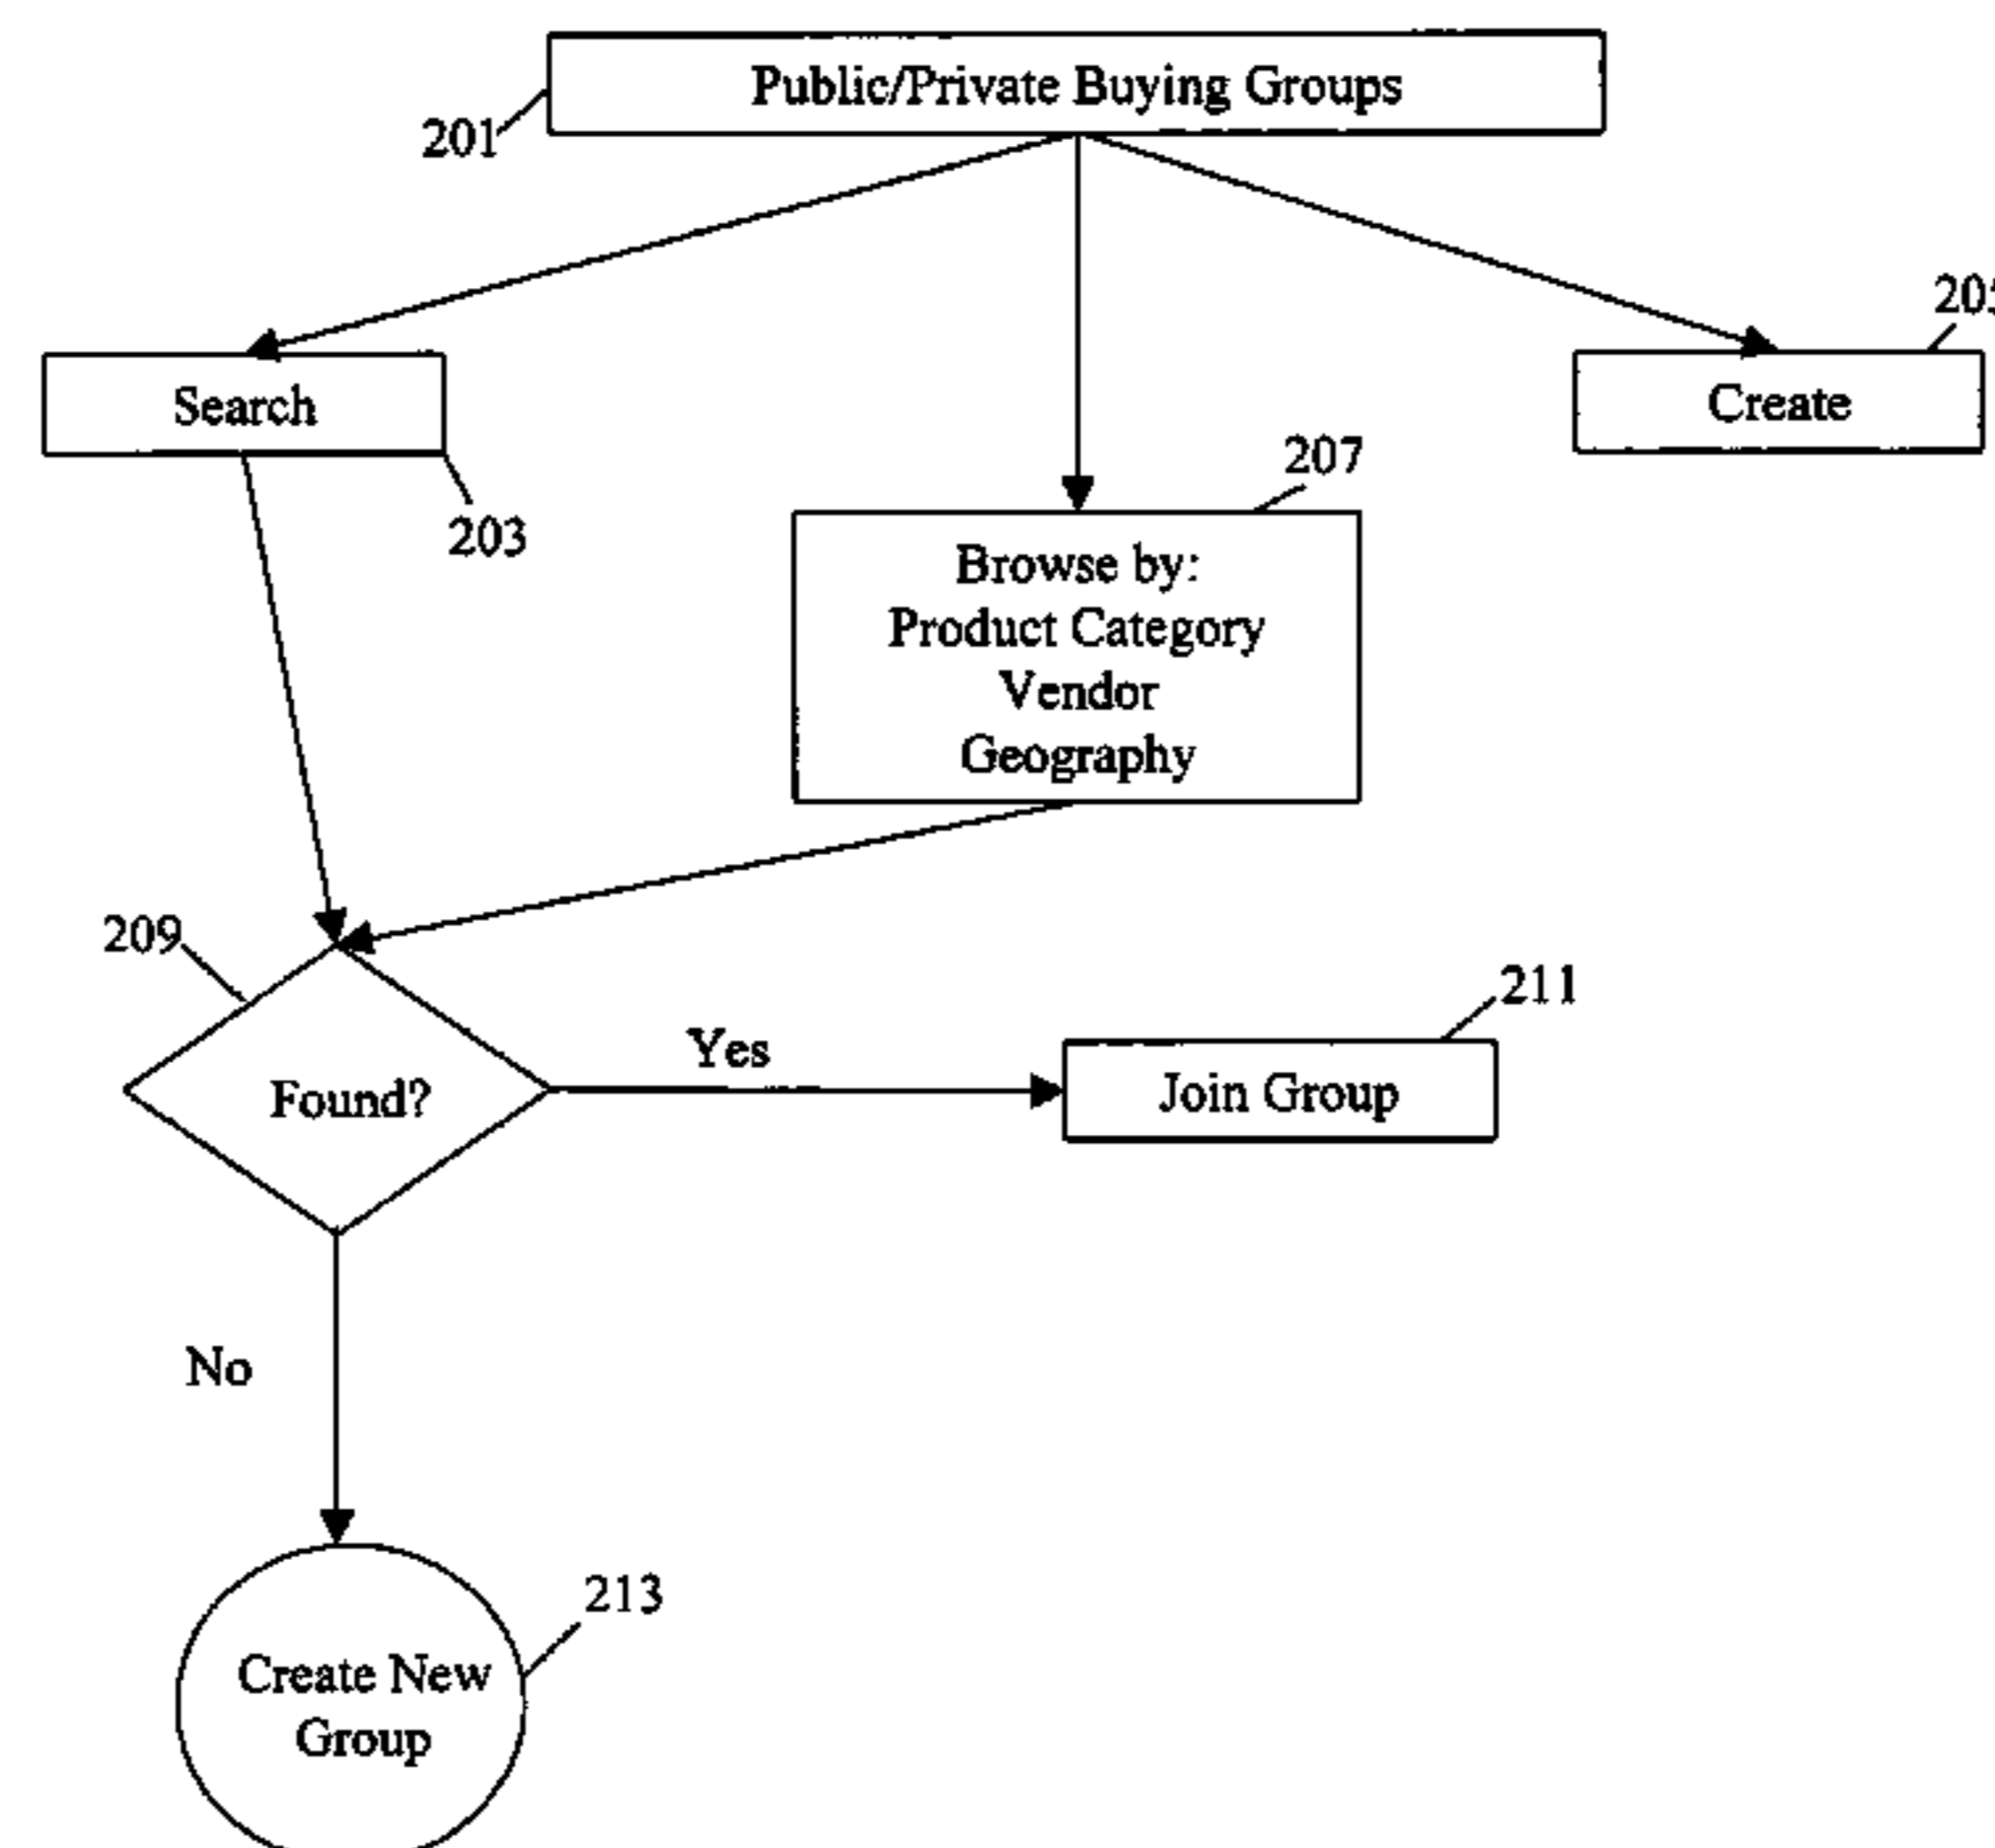 Public/Private Buying Groups
201
Search
203
Create
207
Browse by:
Product Category
Vendor
Geography
209
Found?
Yes
211
Join Group
No
213
Create New
Group